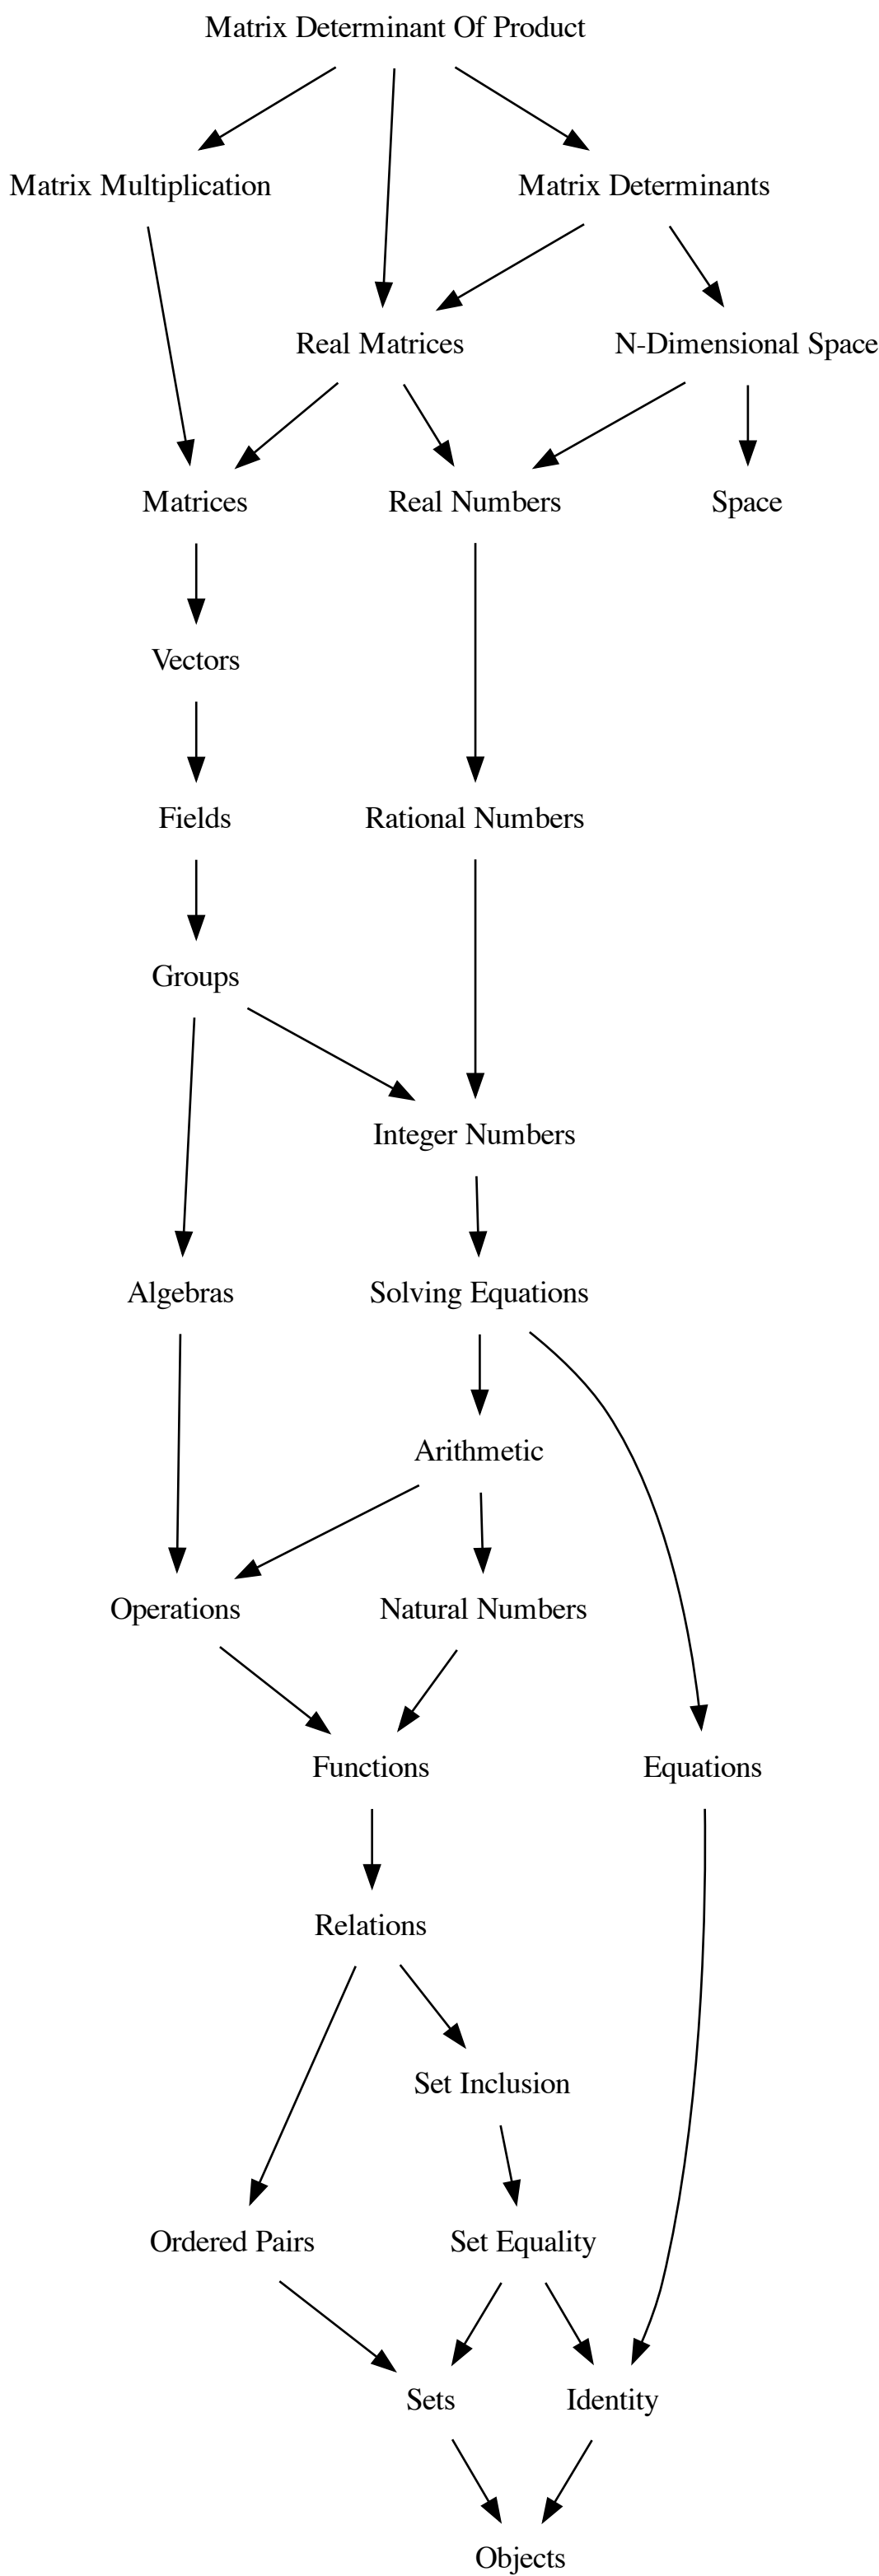 Matrix Determinant Of Product
Matrix Multiplication
Matrix Determinants
Real Matrices
N-Dimensional Space
Matrices
Real Numbers
Space
Vectors
Fields
Rational Numbers
Groups
Integer Numbers
Algebras
Solving Equations
Arithmetic
Operations
Natural Numbers
Functions
Equations
Relations
Set Inclusion
Ordered Pairs
Set Equality
Sets
Identity
Objects